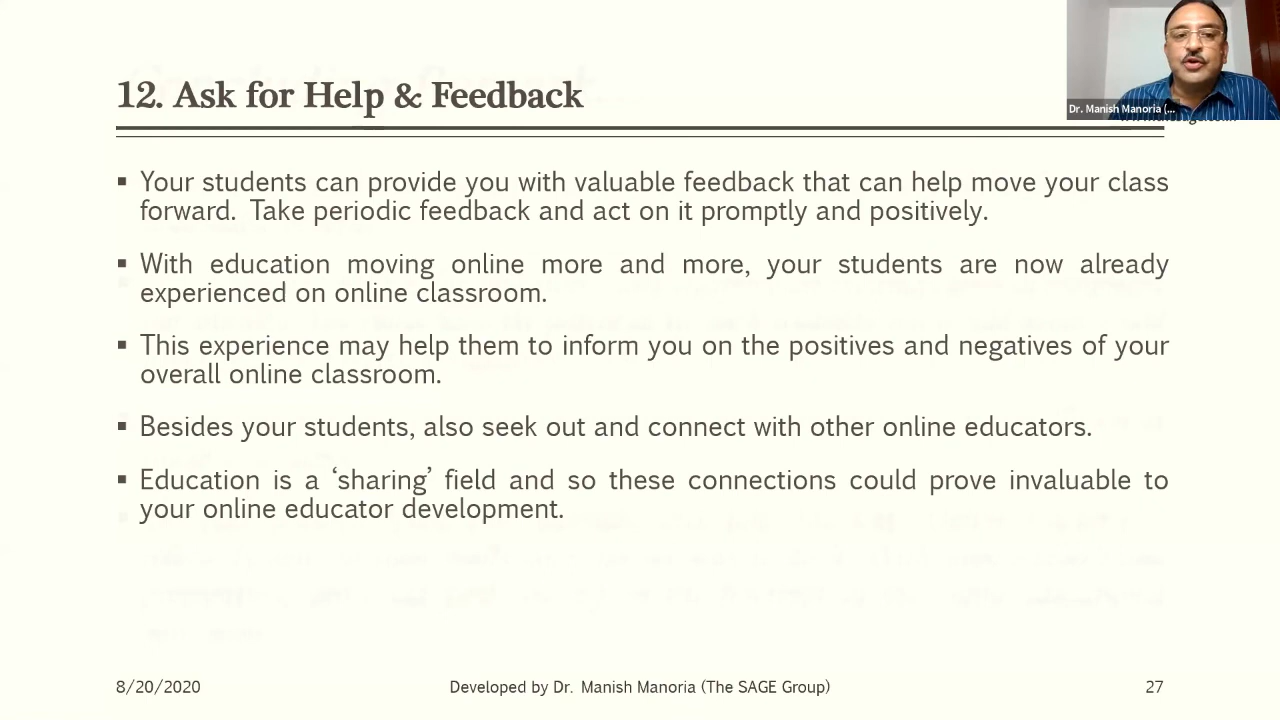 12. Ask for Help & Feedback
Dr. Manish Manoria (...
▪ Your students can provide you with valuable feedback that can help move your class
forward. Take periodic feedback and act on it promptly and positively.
▪ With education moving online more and more, your students are now already
experienced on online classroom.
▪ This experience may help them to inform you on the positives and negatives of your
overall online classroom.
▪ Besides your students, also seek out and connect with other online educators.
▪ Education is a ‘sharing’ field and so these connections could prove invaluable to
your online educator development.
8/20/2020
Developed by Dr. Manish Manoria (The SAGE Group)
27